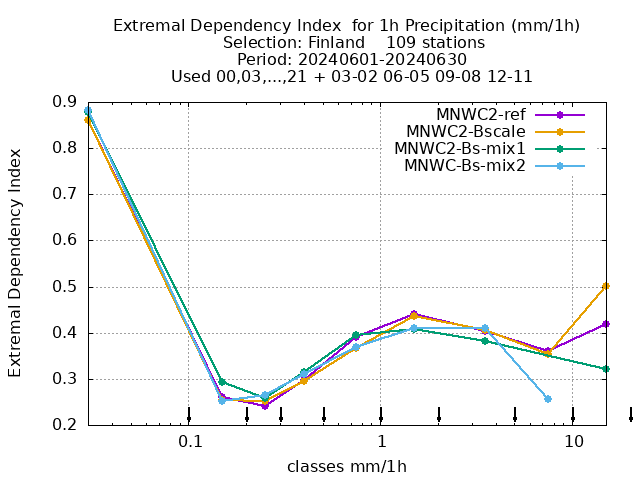 Extremal Dependency Index  for 1h Precipitation (mm/1h)
Selection: Finland    109 stations
Period: 20240601-20240630
Used 00,03,...,21 + 03-02 06-05 09-08 12-11
MNWC2-ref
MNWC2-Bscale
MNWC2-Bs-mix1
MNWC-Bs-mix2
Extremal Dependency Index
0.9
0.8
0.7
0.6
0.5
0.4
0.3
0.2
0.1 1 10
classes mm/1h